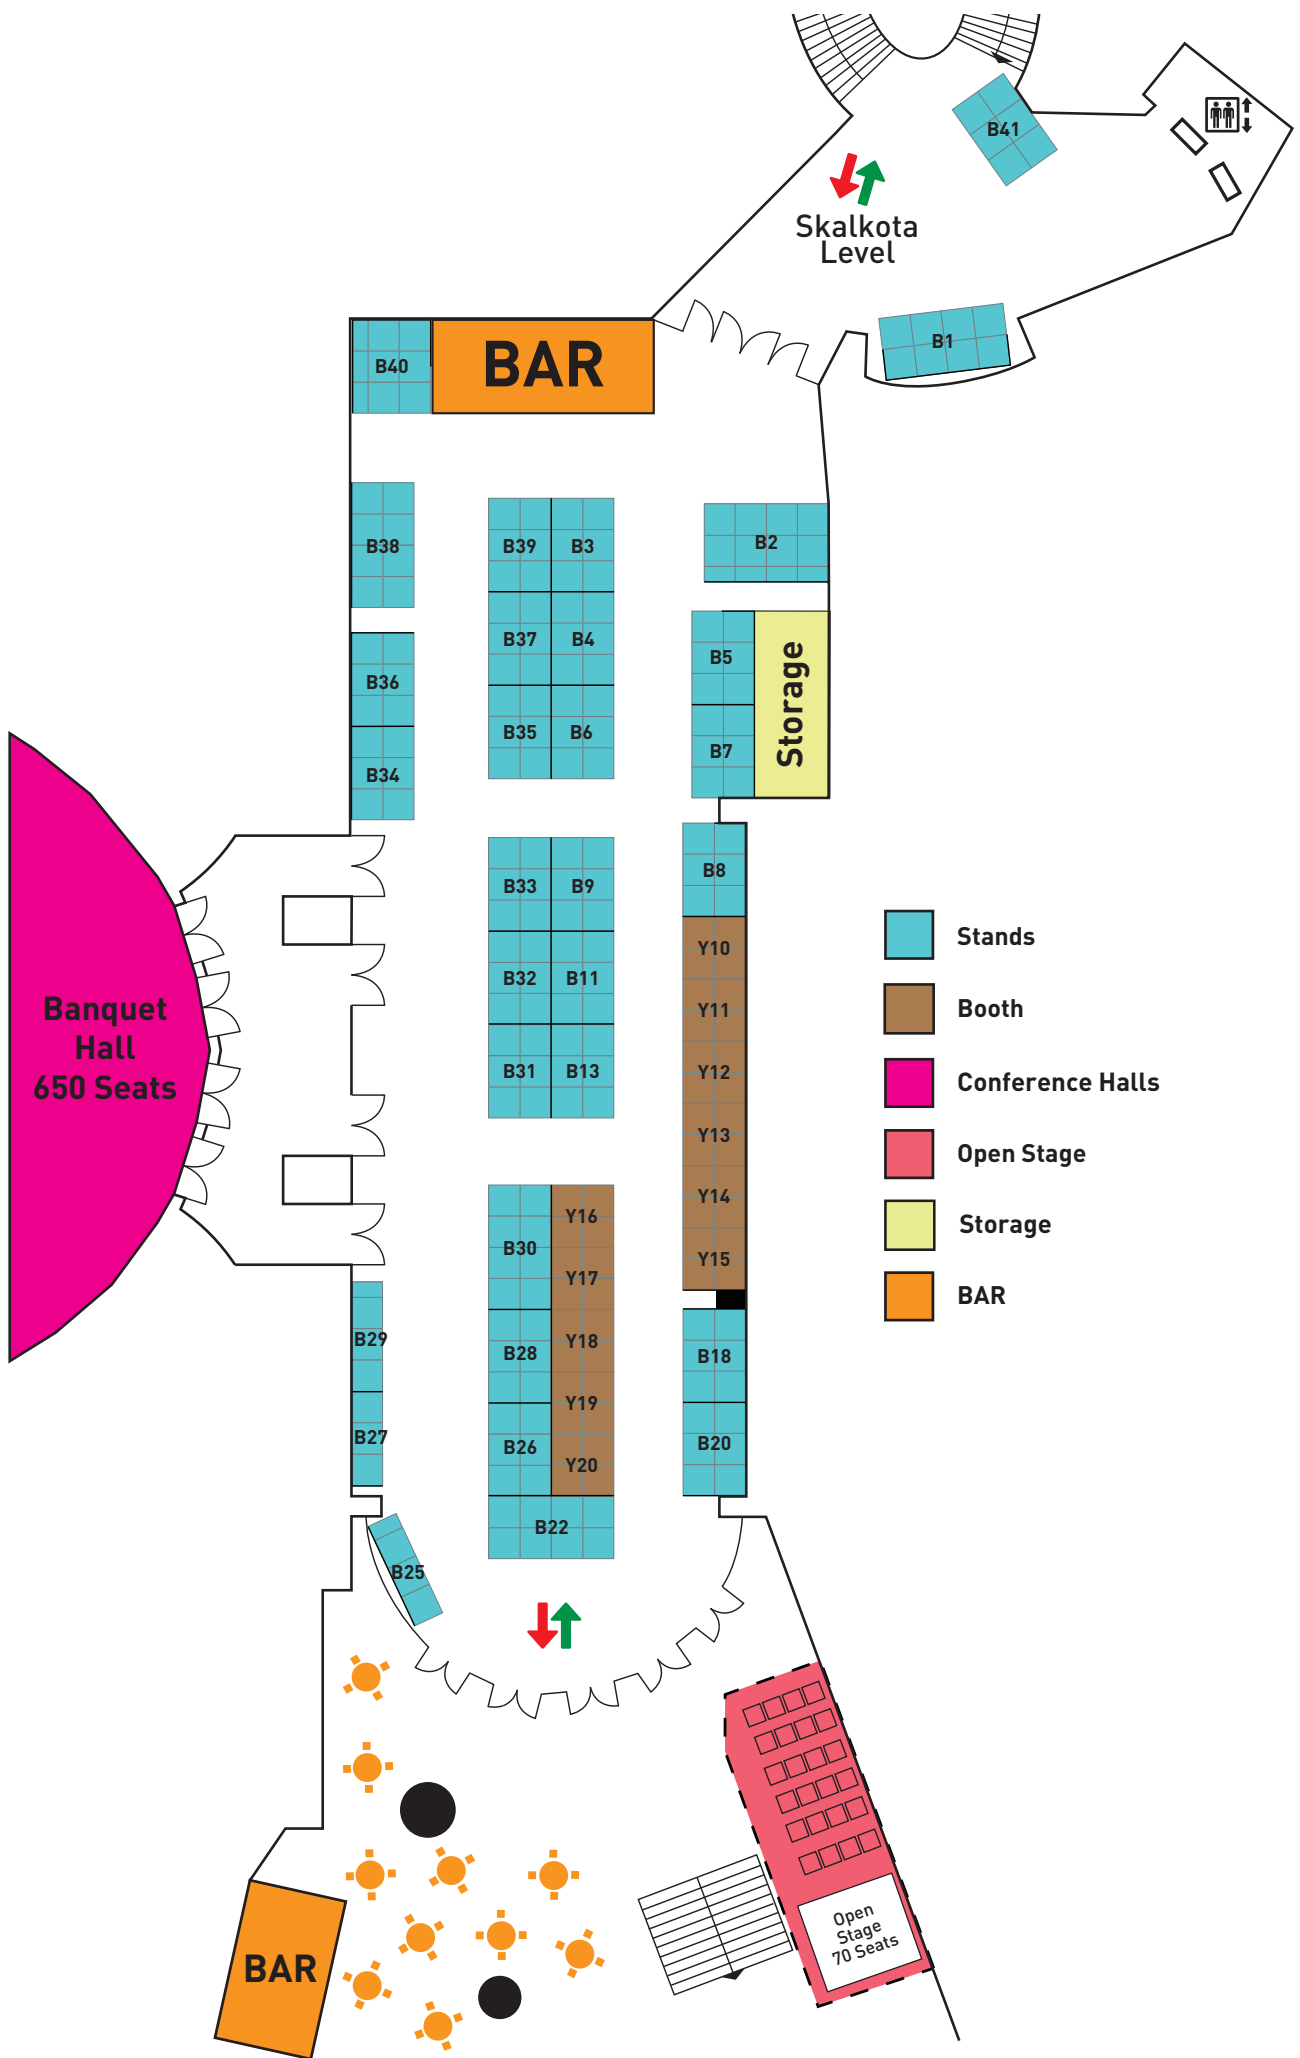 B41
Skalkota
Level
B1
B40
BAR
B38
B39
B3
B2
B37
B4
B5
B36
B35
B6
B7
Storage
B34
B33
B9
B8
Y10
B32
B11
Y11
B31
B13
Y12
Y13
Y14
Y15
Banquet
Hall
650 Seats
Stands
Booth
Conference Halls
Open Stage
Storage
BAR
B30
Y16
Y17
B29
B28
Y18
B18
Y19
B27
B26
Y20
B20
B22
B25
Open
Stage
70 Seats
BAR